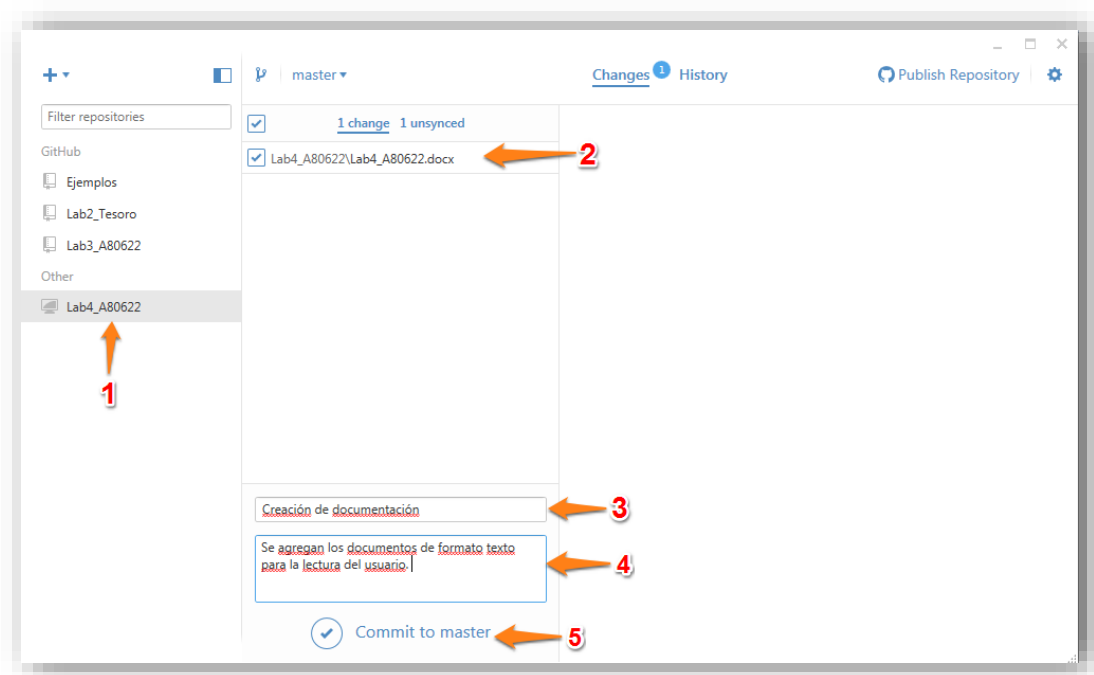 master
Changes 1 History
Publish Repository
Filter repositories
1 change 1 unsynced
GitHub
Lab4_A80622\Lab4_A80622.docx
2
Ejemplos
Lab2_Tesoro
Lab3_A80622
Other
Lab4_A80622
1
Creación de documentación
3
Se agregan los documentos de formato texto
para la lectura del usuario.
4
Commit to master
5